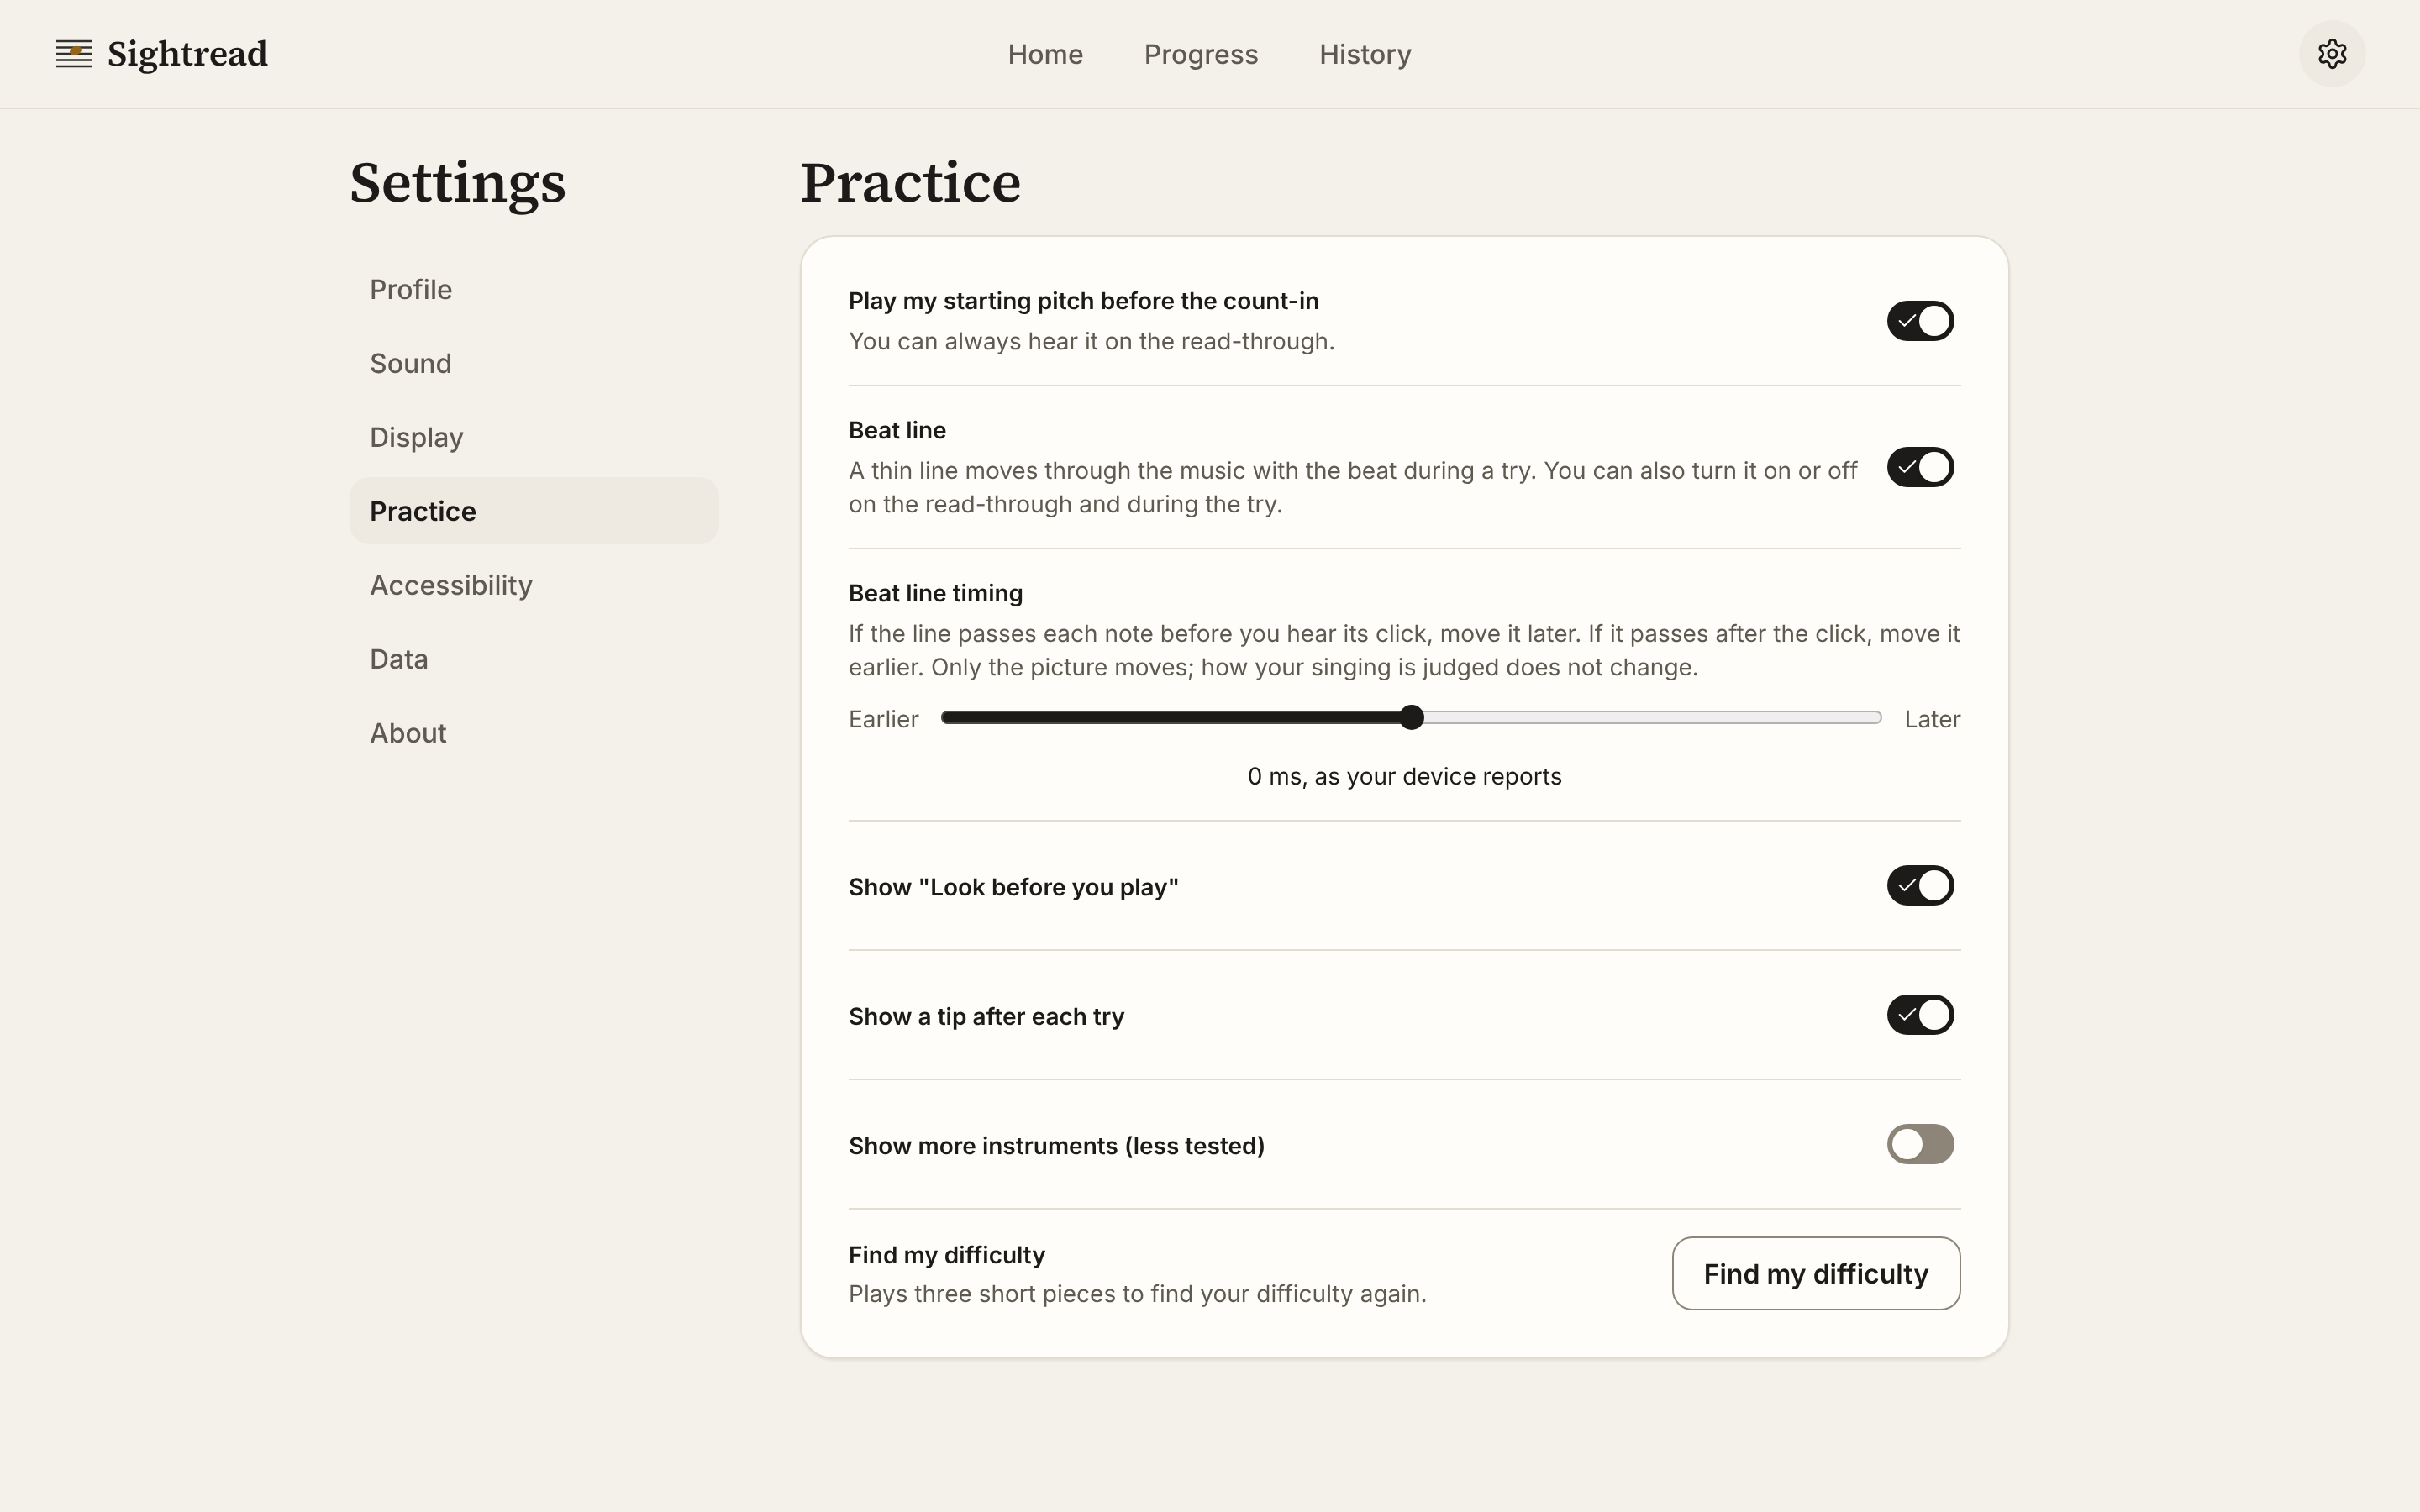 Sightread
Home
Progress
History
Settings
Profile
Sound
Display
Practice
Accessibility
Data
About
Practice
Play my starting pitch before the count-in
You can always hear it on the read-through.
Beat line
A thin line moves through the music with the beat during a try. You can also turn it on or off
on the read-through and during the try.
Beat line timing
If the line passes each note before you hear its click, move it later. If it passes after the click, move it
earlier. Only the picture moves; how your singing is judged does not change.
Earlier
Later
0 ms, as your device reports
Show "Look before you play"
Show a tip after each try
Show more instruments (less tested)
Find my difficulty
Plays three short pieces to find your difficulty again.
Find my difficulty